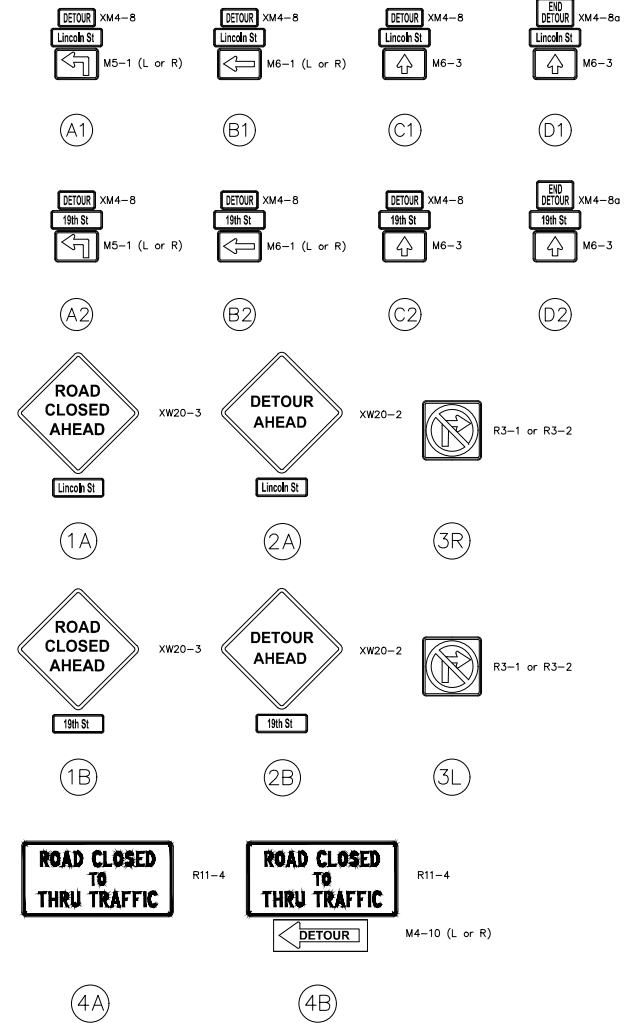 DETOUR XM4-8 DETOUR XM4-8 DETOUR XM4-8 END DETOUR XM4-8a
Lincoln St Lincoln St Lincoln St Lincoln St
M5-1 (L or R) M6-1 (L or R) M6-3 M6-3
A1 B1 C1 D1
DETOUR XM4-8 DETOUR XM4-8 DETOUR XM4-8 END DETOUR XM4-8a
19th St 19th St 19th St 19th St
M5-1 (L or R) M6-1 (L or R) M6-3 M6-3
A2 B2 C2 D2
ROAD
CLOSED
AHEAD
XW20-3
Lincoln St
1A
DETOUR
AHEAD
XW20-2
Lincoln St
2A
R3-1 or R3-2
3R
ROAD
CLOSED
AHEAD
XW20-3
19th St
1B
DETOUR
AHEAD
XW20-2
19th St
2B
R3-1 or R3-2
3L
ROAD CLOSED
TO
THRU TRAFFIC
R11-4
4A
ROAD CLOSED
TO
THRU TRAFFIC
R11-4
DETOUR
M4-10 (L or R)
4B